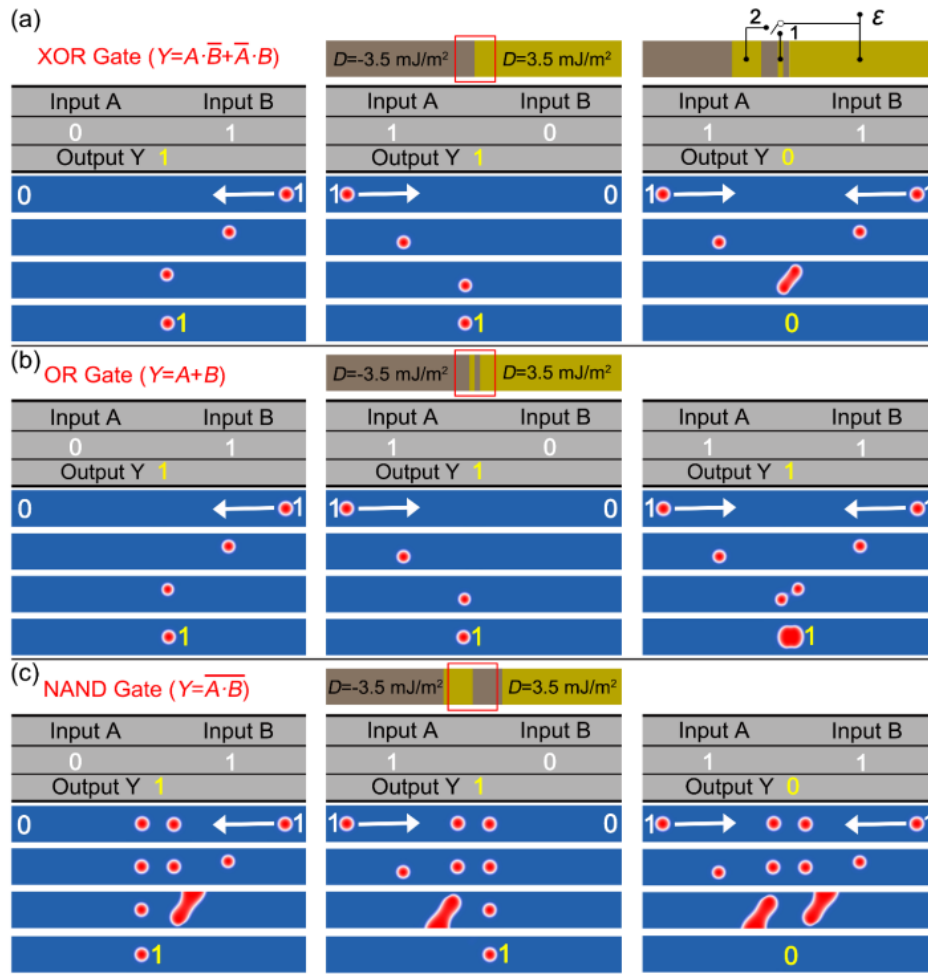 (a)
XOR Gate (Y=A·B̅+A̅·B)
D=-3.5 mJ/m² D=3.5 mJ/m²
2 1 ε
Input A Input B Input A Input B Input A Input B
0 1 1 0 1 1
Output Y 1 Output Y 1 Output Y 0
0 1 1 0 1 1
1 1 0
(b)
OR Gate (Y=A+B)
D=-3.5 mJ/m² D=3.5 mJ/m²
Input A Input B Input A Input B Input A Input B
0 1 1 0 1 1
Output Y 1 Output Y 1 Output Y 1
0 1 1 0 1 1
1 1 1
(c)
NAND Gate (Y=A̅·̅B̅)
D=-3.5 mJ/m² D=3.5 mJ/m²
Input A Input B Input A Input B Input A Input B
0 1 1 0 1 1
Output Y 1 Output Y 1 Output Y 0
0 1 1 0 1 1
1 1 0